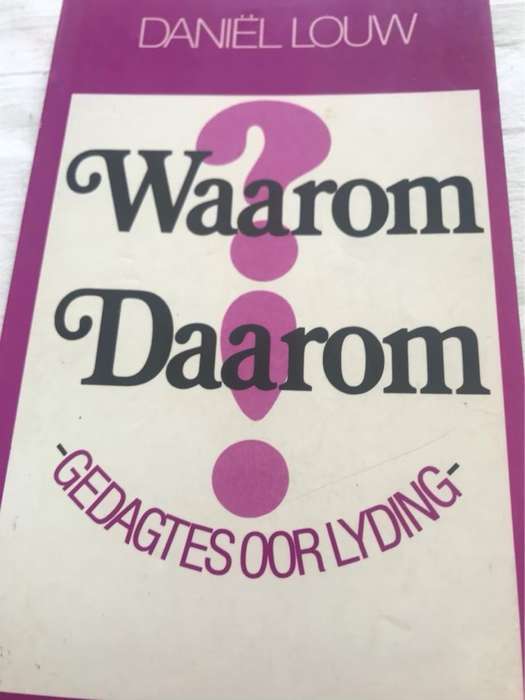 DANIËL LOUW
?
Waarom
!
Daarom
-GEDAGTES OOR LYDING-